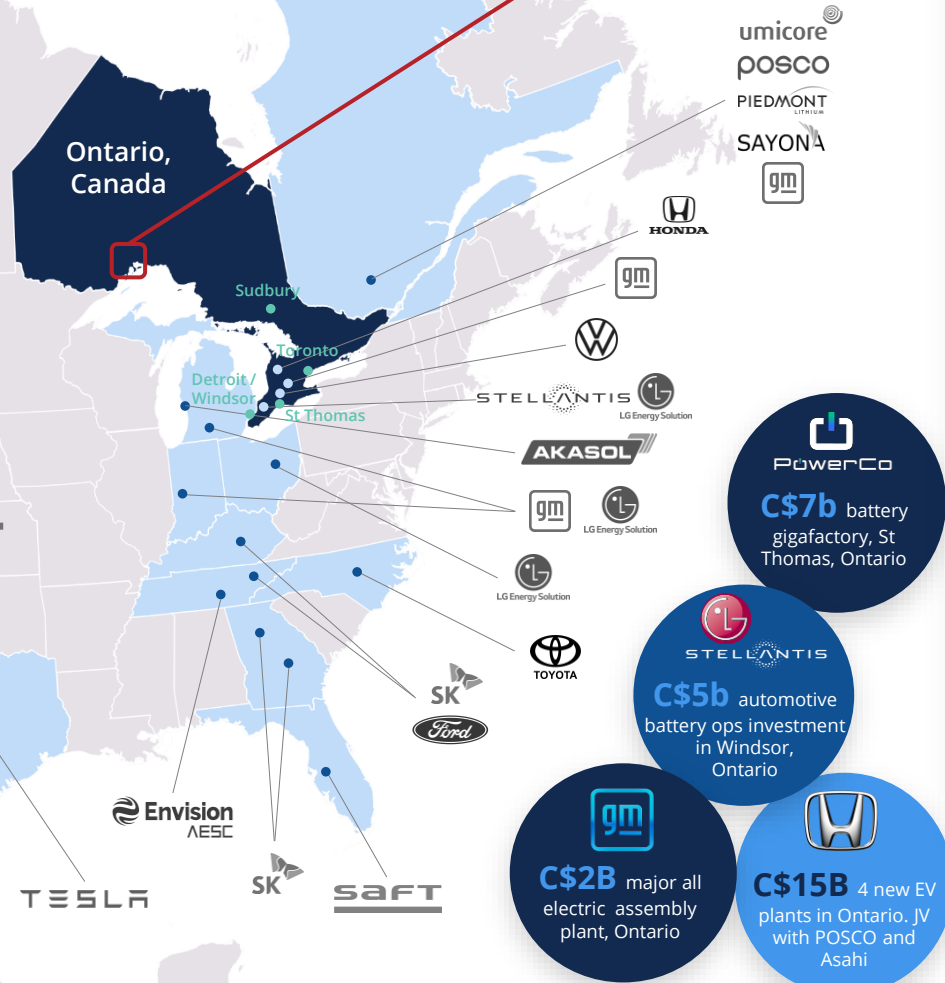 umicore
posco
PIEDMONT
LITHIUM
SAYONA
gm
Ontario,
Canada
HONDA
gm
Sudbury
Toronto
Detroit /
Windsor
St Thomas
STELLANTIS
LG Energy Solution
AKASOL
gm
LG Energy Solution
LG Energy Solution
TOYOTA
SK
Ford
Envision
AESC
SK
TESLA
saft
PowerCo
C$7b battery
gigafactory, St
Thomas, Ontario
LG
STELLANTIS
C$5b automotive
battery ops investment
in Windsor,
Ontario
gm
C$2B major all
electric assembly
plant, Ontario
C$15B 4 new EV
plants in Ontario. JV
with POSCO and
Asahi